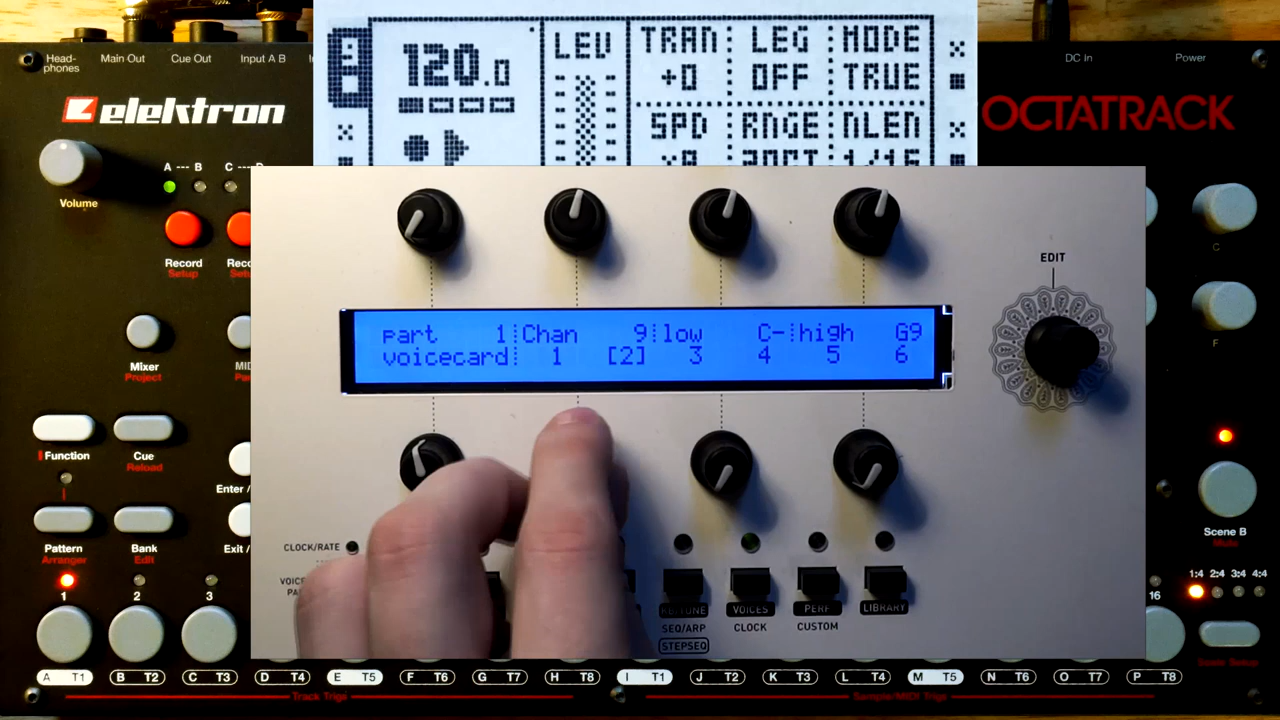 Head-
phones
Main Out
Cue Out
Input A B
DC In
Power
elektron
OCTATRACK
120.0
LEV
TRAN
LEG
MODE
+0
OFF
TRUE
SPD
RNGE
NLEN
Volume
A --- B
C ---
Record
Setup
Mixer
Project
Function
Cue
Reload
Pattern
Arranger
Bank
Edit
Enter /
Exit /
1
2
3
EDIT
part 1 Chan 9 low C- high G9
voicecard 1 [2] 3 4 5 6
CLOCK/RATE
SEQ/ARP
STEPSEQ
VOICES
CLOCK
PERF
CUSTOM
LIBRARY
C
F
Scene B
Mute
1:4 2:4 3:4 4:4
16
A T1
B T2
C T3
D T4
E T5
F T6
G T7
H T8
I T1
J T2
K T3
L T4
M T5
N T6
O T7
P T8
Track Trigs
Sample/MIDI Trigs